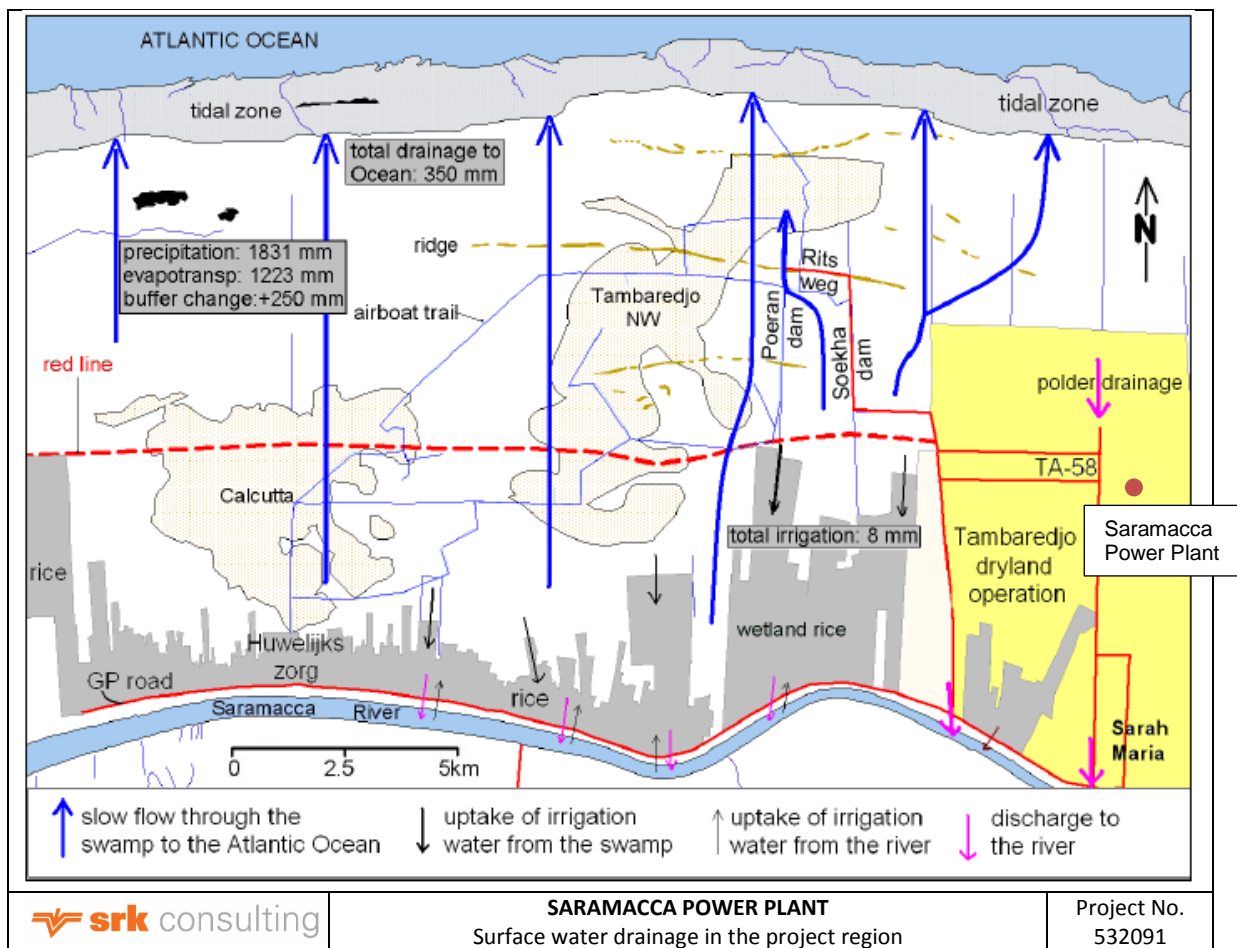 ATLANTIC OCEAN
tidal zone
tidal zone
total drainage to
Ocean: 350 mm
N
precipitation: 1831 mm
evapotransp: 1223 mm
buffer change:+250 mm
ridge
Rits
weg
airboat trail
Tambaredjo
NW
Poeran
dam
Soekha
dam
red line
polder drainage
TA-58
Calcutta
Saramacca
Power Plant
total irrigation: 8 mm
Tambaredjo
dryland
operation
rice
wetland rice
Huwelijks
zorg
GP road
rice
Saramacca River
Sarah
Maria
0 2.5 5km
slow flow through the
swamp to the Atlantic Ocean
uptake of irrigation
water from the swamp
uptake of irrigation
water from the river
discharge to
the river
srk consulting
SARAMACCA POWER PLANT
Surface water drainage in the project region
Project No.
532091